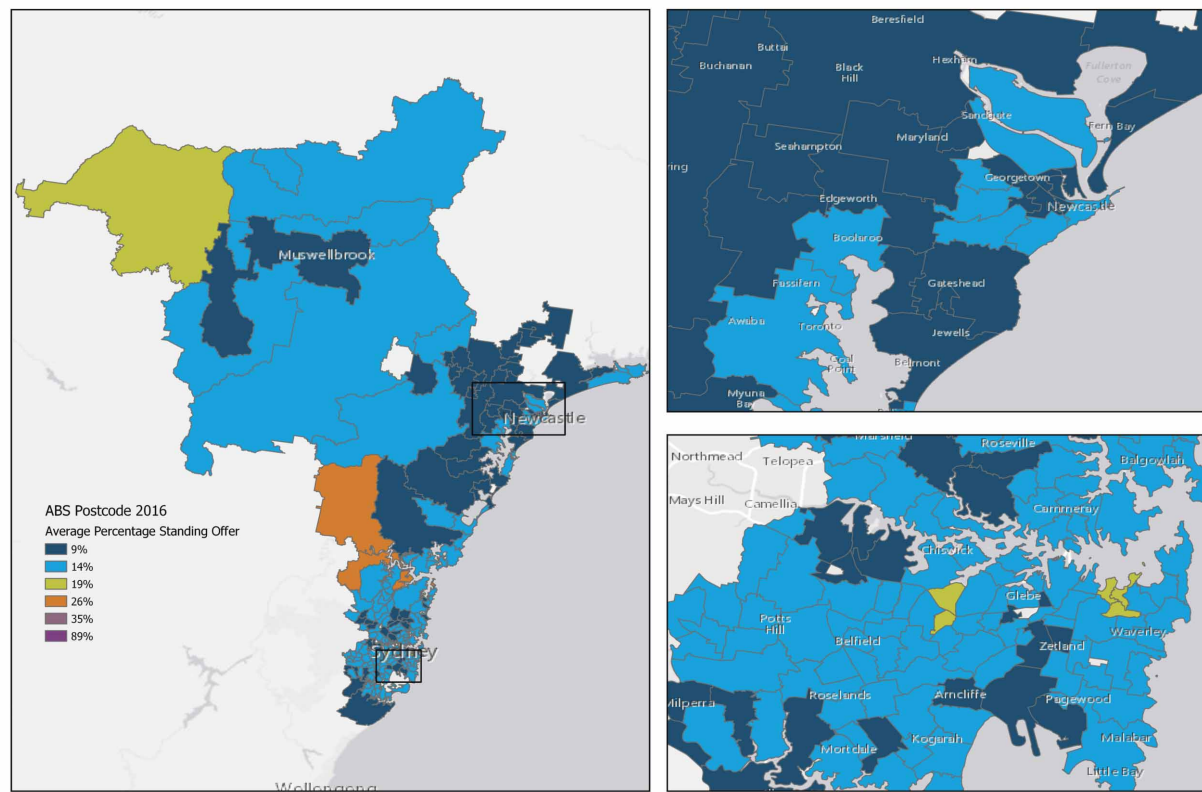 Muswellbrook
Newcastle
ABS Postcode 2016
Average Percentage Standing Offer
9%
14%
19%
26%
35%
89%
Sydney
Wollongong
Beresfield
Buttai
Buchanan
Black
Hill
Hexham
Fullerton
Cove
Sandgate
Fern Bay
Maryland
Seahampton
Georgetown
Edgeworth
Newcastle
Boolaroo
Fassifern
Gateshead
Awaba
Toronto
Jewells
Coal
Point
Belmont
Myuna
Bay
Marsfield
Roseville
Northmead
Telopea
Balgowlah
Mays Hill
Camellia
Cammeray
Chiswick
Glebe
Potts
Hill
Belfield
Waverley
Zetland
Milperra
Roselands
Arncliffe
Pagewood
Mortdale
Kogarah
Malabar
Little Bay